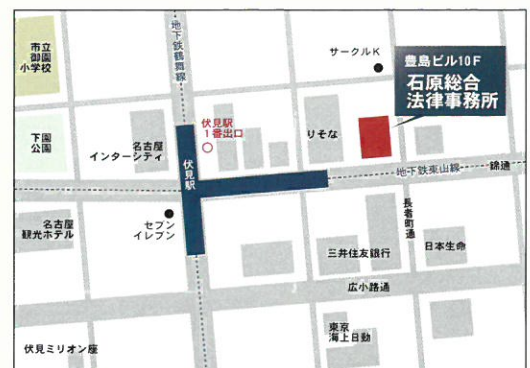 市立
御園
小学校
地下鉄鶴舞線
サークルK
豊島ビル10F
石原総合
法律事務所
下園
公園
名古屋
インターシティ
伏見駅
1番出口
りそな
伏見駅
地下鉄東山線
錦通
名古屋
観光ホテル
セブン
イレブン
長者町通
三井住友銀行
日本生命
広小路通
東京
海上日動
伏見ミリオン座